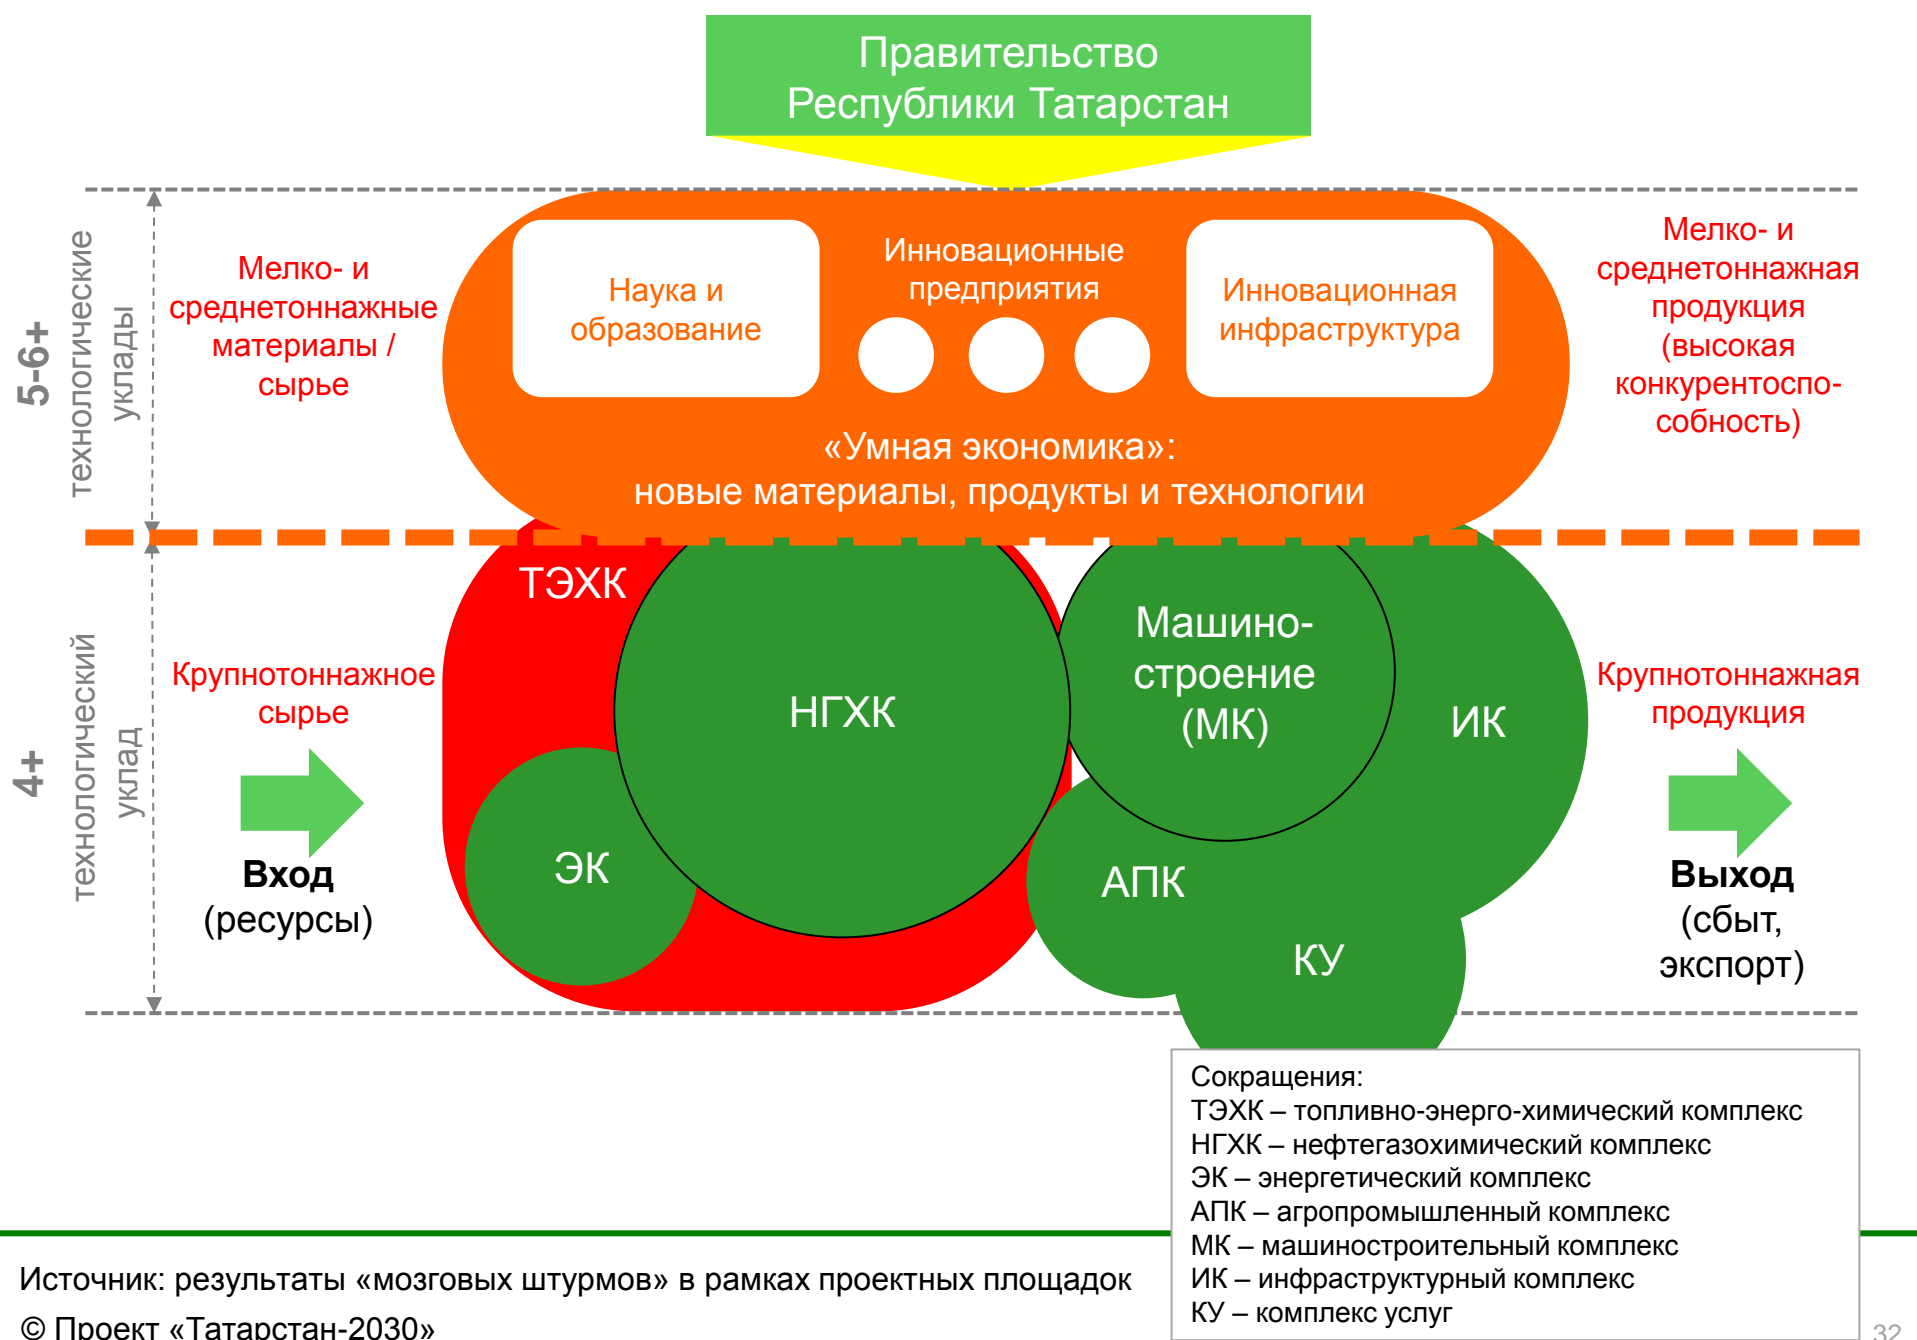 Правительство
Республики Татарстан
5-6+
технологические
уклады
Мелко- и
среднетоннажные
материалы /
сырье
Наука и
образование
Инновационные
предприятия
Инновационная
инфраструктура
«Умная экономика»:
новые материалы, продукты и технологии
Мелко- и
среднетоннажная
продукция
(высокая
конкурентоспо-
собность)
4+
технологический
уклад
Крупнотоннажное
сырье
Вход
(ресурсы)
ТЭХК
НГХК
ЭК
Машино-
строение
(МК)
ИК
АПК
КУ
Крупнотоннажная
продукция
Выход
(сбыт,
экспорт)
Сокращения:
ТЭХК – топливно-энерго-химический комплекс
НГХК – нефтегазохимический комплекс
ЭК – энергетический комплекс
АПК – агропромышленный комплекс
МК – машиностроительный комплекс
ИК – инфраструктурный комплекс
КУ – комплекс услуг
Источник: результаты «мозговых штурмов» в рамках проектных площадок
© Проект «Татарстан-2030»
32